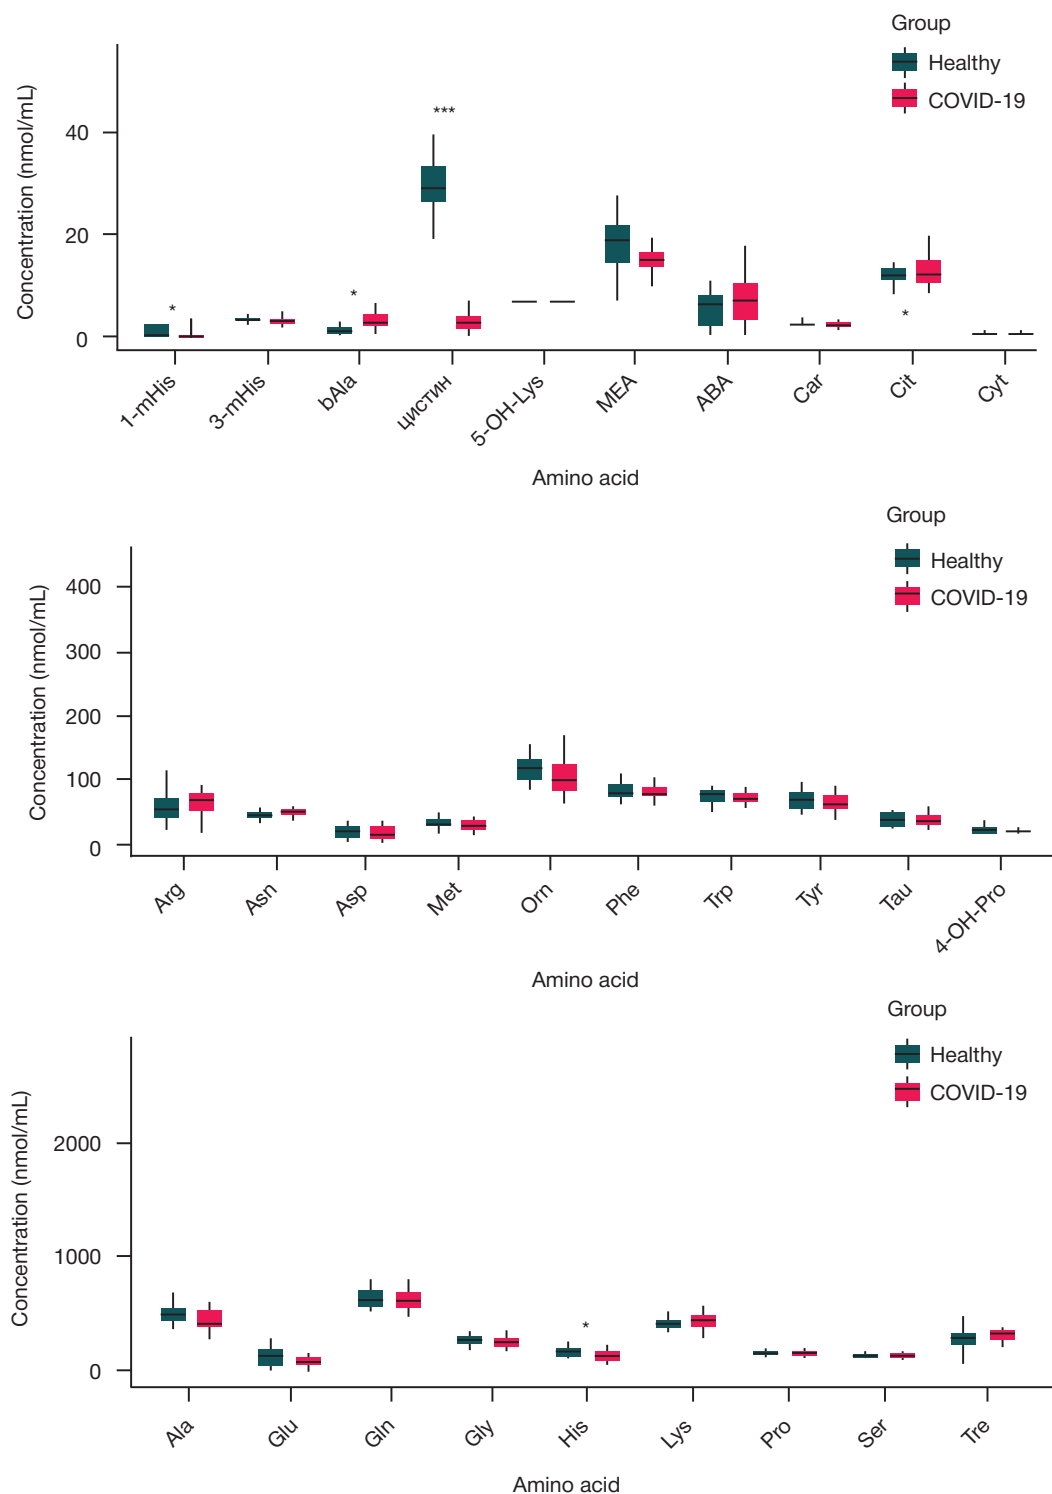 Group
Healthy
COVID-19
Concentration (nmol/mL)
40
20
0
***
*
*
*
1-mHis
3-mHis
bAla
цистин
5-OH-Lys
MEA
ABA
Car
Cit
Cyt
Amino acid
Group
Healthy
COVID-19
Concentration (nmol/mL)
400
300
200
100
0
Arg
Asn
Asp
Met
Orn
Phe
Trp
Tyr
Tau
4-OH-Pro
Amino acid
Group
Healthy
COVID-19
Concentration (nmol/mL)
2000
1000
0
*
Ala
Glu
Gln
Gly
His
Lys
Pro
Ser
Tre
Amino acid